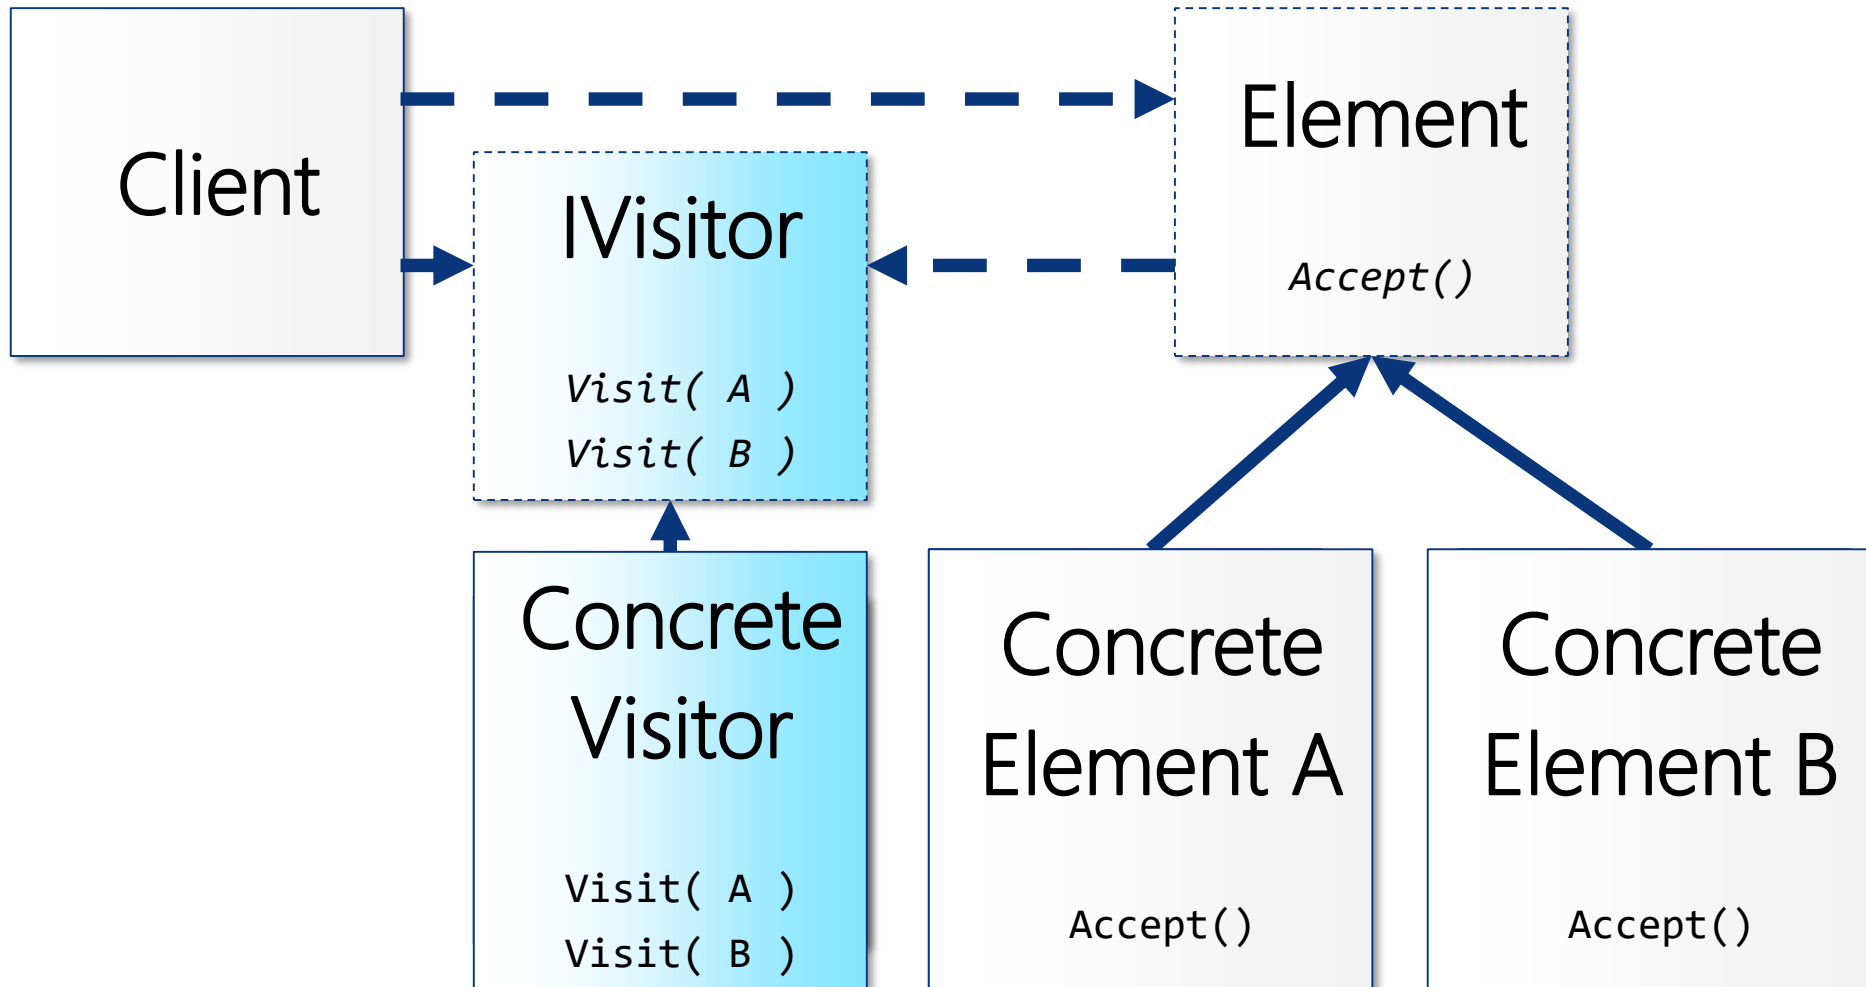 Client
IVisitor
Visit( A )
Visit( B )
Element
Accept()
Concrete
Visitor
Visit( A )
Visit( B )
Concrete
Element A
Accept()
Concrete
Element B
Accept()